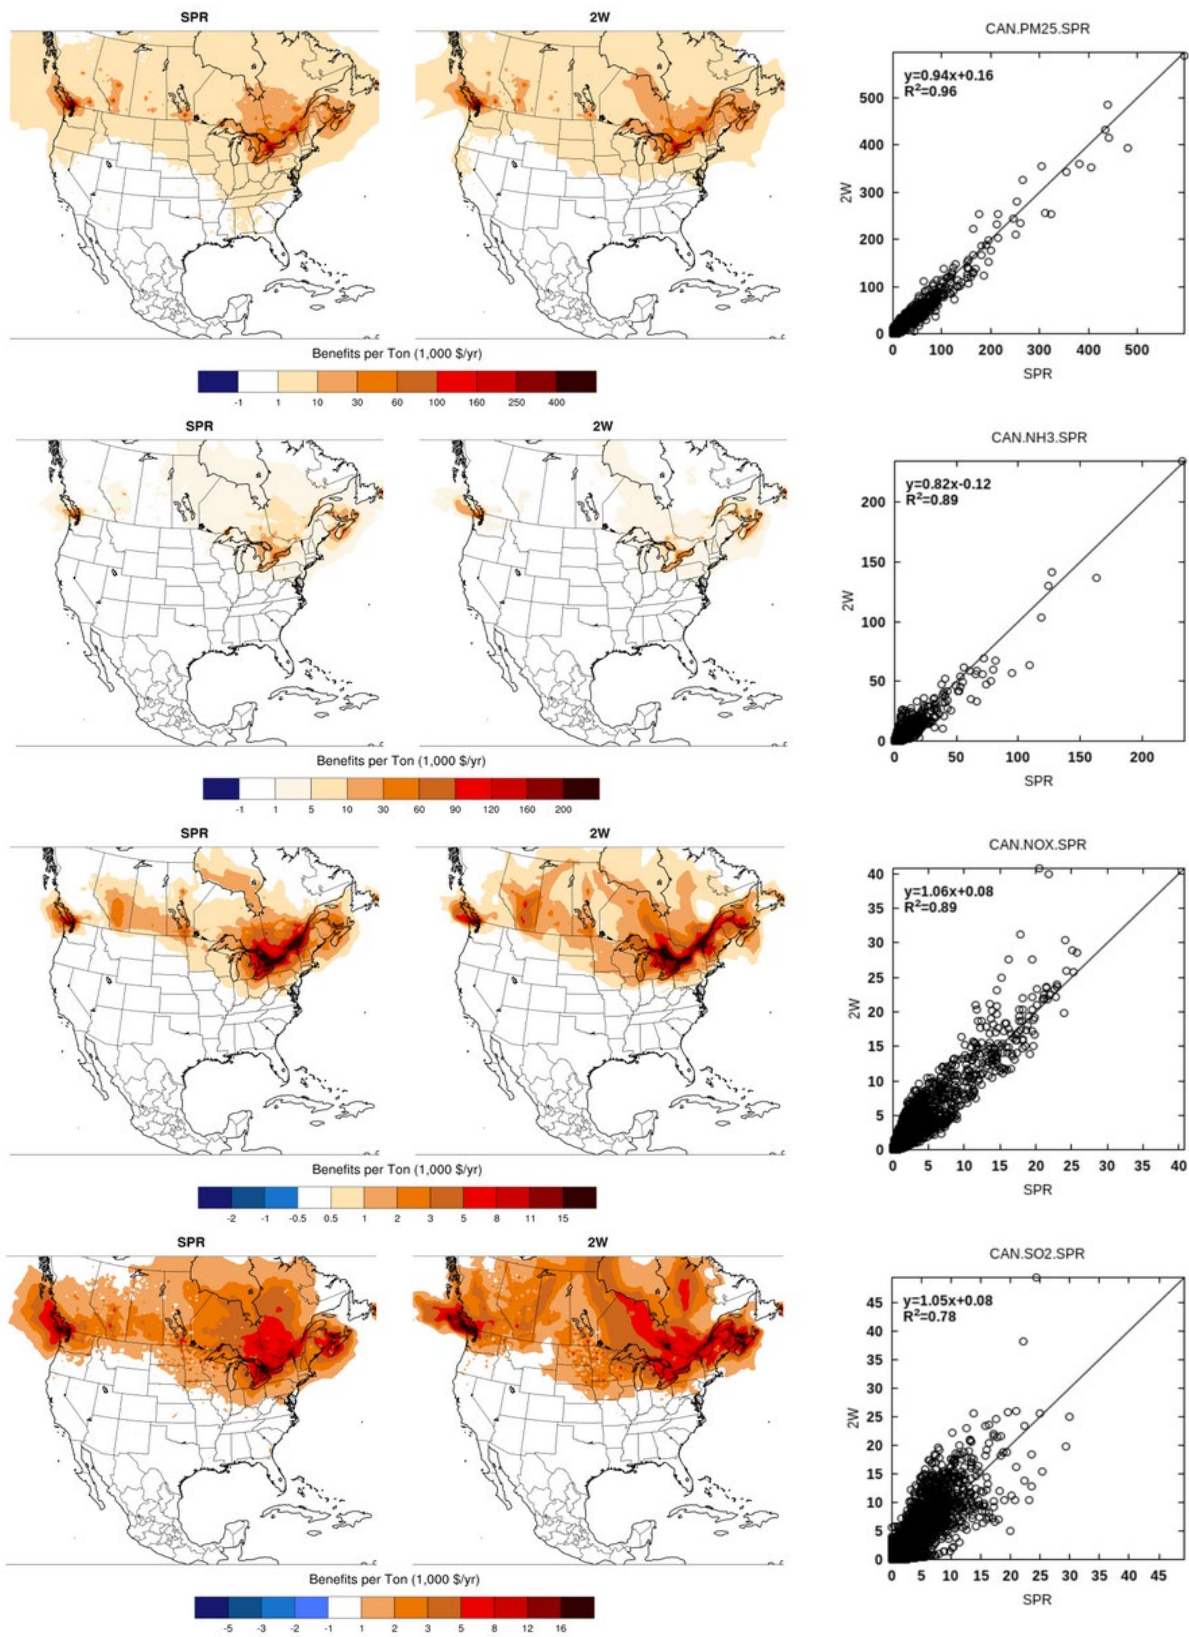 SPR
2W
CAN.PM25.SPR
y=0.94x+0.16
R²=0.96
500
400
300
200
100
0
2W
0 100 200 300 400 500
SPR
Benefits per Ton (1,000 $/yr)
-1 1 10 30 60 100 160 250 400
SPR
2W
CAN.NH3.SPR
y=0.82x-0.12
R²=0.89
200
150
100
50
0
2W
0 50 100 150 200
SPR
Benefits per Ton (1,000 $/yr)
-1 1 5 10 30 60 90 120 160 200
SPR
2W
CAN.NOX.SPR
y=1.06x+0.08
R²=0.89
40
35
30
25
20
15
10
5
0
2W
0 5 10 15 20 25 30 35 40
SPR
Benefits per Ton (1,000 $/yr)
-2 -1 -0.5 0.5 1 2 3 5 8 11 15
SPR
2W
CAN.SO2.SPR
y=1.05x+0.08
R²=0.78
45
40
35
30
25
20
15
10
5
0
2W
0 5 10 15 20 25 30 35 40 45
SPR
Benefits per Ton (1,000 $/yr)
-5 -3 -2 -1 1 2 3 5 8 12 16